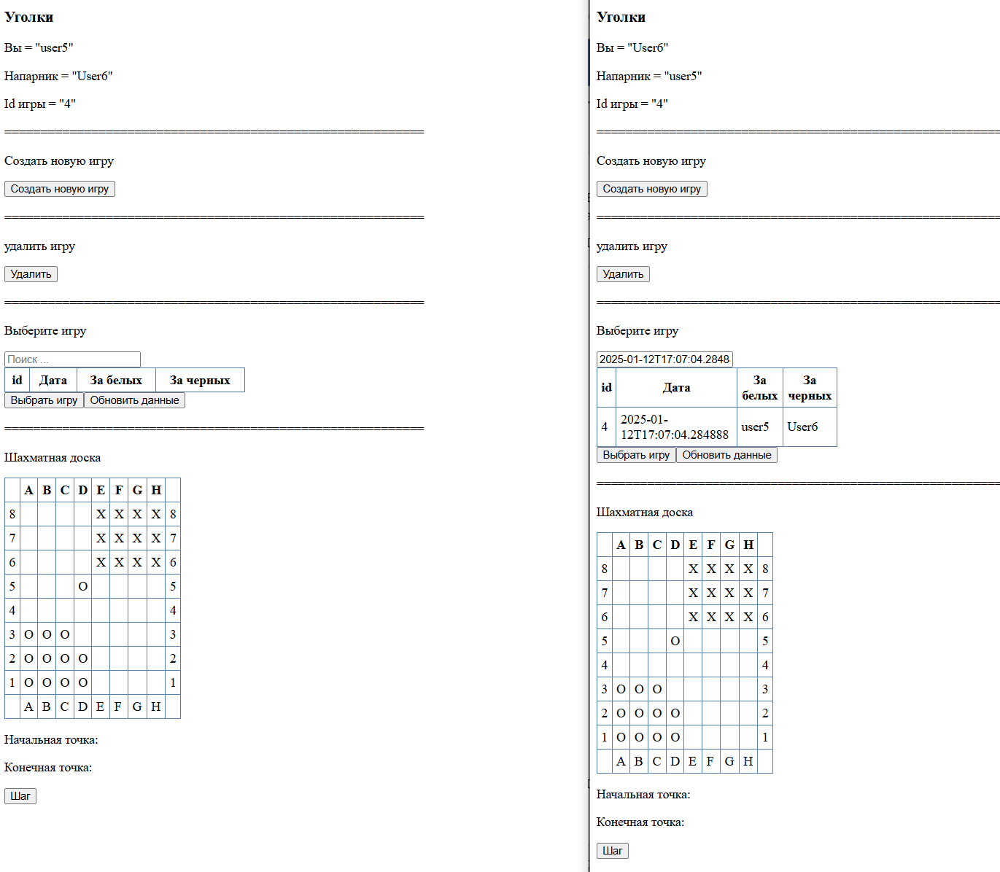 Уголки
Вы = "user5"
Напарник = "User6"
Id игры = "4"
==========================================================
Создать новую игру
Создать новую игру
==========================================================
удалить игру
Удалить
==========================================================
Выберите игру
Поиск ...
id Дата За белых За черных
Выбрать игру Обновить данные
==========================================================
Шахматная доска
A B C D E F G H
8 X X X X 8
7 X X X X 7
6 X X X X 6
5 O 5
4 4
3 O O O 3
2 O O O O 2
1 O O O O 1
A B C D E F G H
Начальная точка:
Конечная точка:
Шаг
Уголки
Вы = "User6"
Напарник = "user5"
Id игры = "4"
========================================================
Создать новую игру
Создать новую игру
========================================================
удалить игру
Удалить
========================================================
Выберите игру
2025-01-12T17:07:04.2848
id Дата За белых За черных
4 2025-01-12T17:07:04.284888 user5 User6
Выбрать игру Обновить данные
========================================================
Шахматная доска
A B C D E F G H
8 X X X X 8
7 X X X X 7
6 X X X X 6
5 O 5
4 4
3 O O O 3
2 O O O O 2
1 O O O O 1
A B C D E F G H
Начальная точка:
Конечная точка:
Шаг